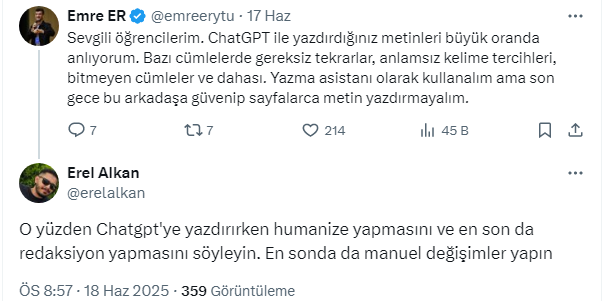 Emre ER @emreerytu · 17 Haz
Sevgili öğrencilerim. ChatGPT ile yazdırdığınız metinleri büyük oranda
anlıyorum. Bazı cümlelerde gereksiz tekrarlar, anlamsız kelime tercihleri,
bitmeyen cümleler ve dahası. Yazma asistanı olarak kullanalım ama son
gece bu arkadaşa güvenip sayfalarca metin yazdırmayalım.
7 7 214 45 B
Erel Alkan
@erelalkan
O yüzden Chatgpt'ye yazdırırken humanize yapmasını ve en son da
redaksiyon yapmasını söyleyin. En sonda da manuel değişimler yapın
ÖS 8:57 · 18 Haz 2025 · 359 Görüntüleme